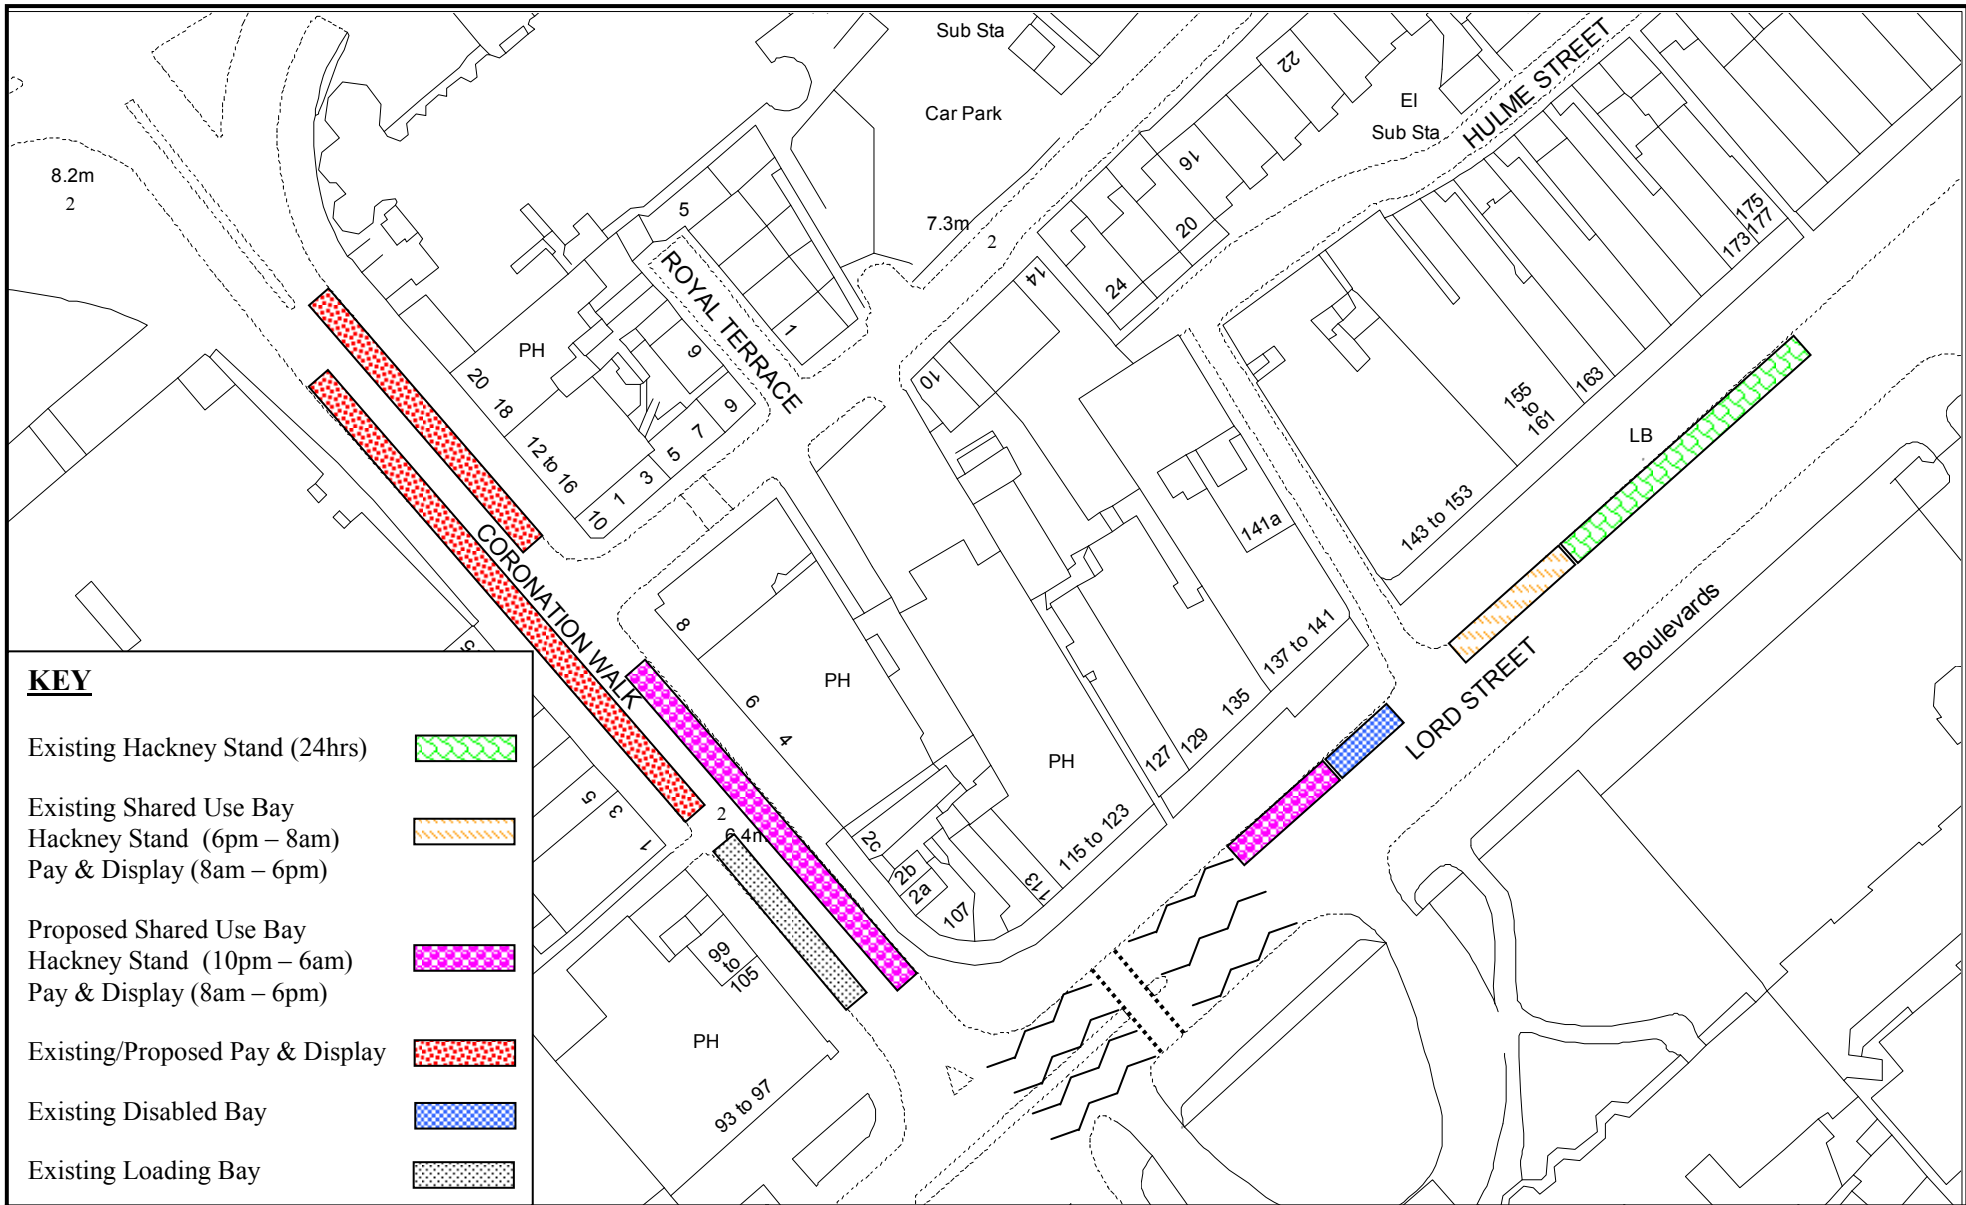 Sub Sta
Car Park
22
El
Sub Sta
HULME STREET
8.2m
2
5
7.3m
2
16
20
24
14
175
177
173
ROYAL TERRACE
1
PH
9
20
18
12 to 16
9
7
5
3
1
10
10
155
to
161
163
LB
141a
143 to 153
CORONATION WALK
8
6
4
PH
137 to 141
135
129
127
PH
115 to 123
113
107
2c
2b
2a
LORD STREET
Boulevards
5
3
1
2
6.4m
99
to
105
PH
93 to 97
KEY
Existing Hackney Stand (24hrs)
Existing Shared Use Bay
Hackney Stand (6pm – 8am)
Pay & Display (8am – 6pm)
Proposed Shared Use Bay
Hackney Stand (10pm – 6am)
Pay & Display (8am – 6pm)
Existing/Proposed Pay & Display
Existing Disabled Bay
Existing Loading Bay